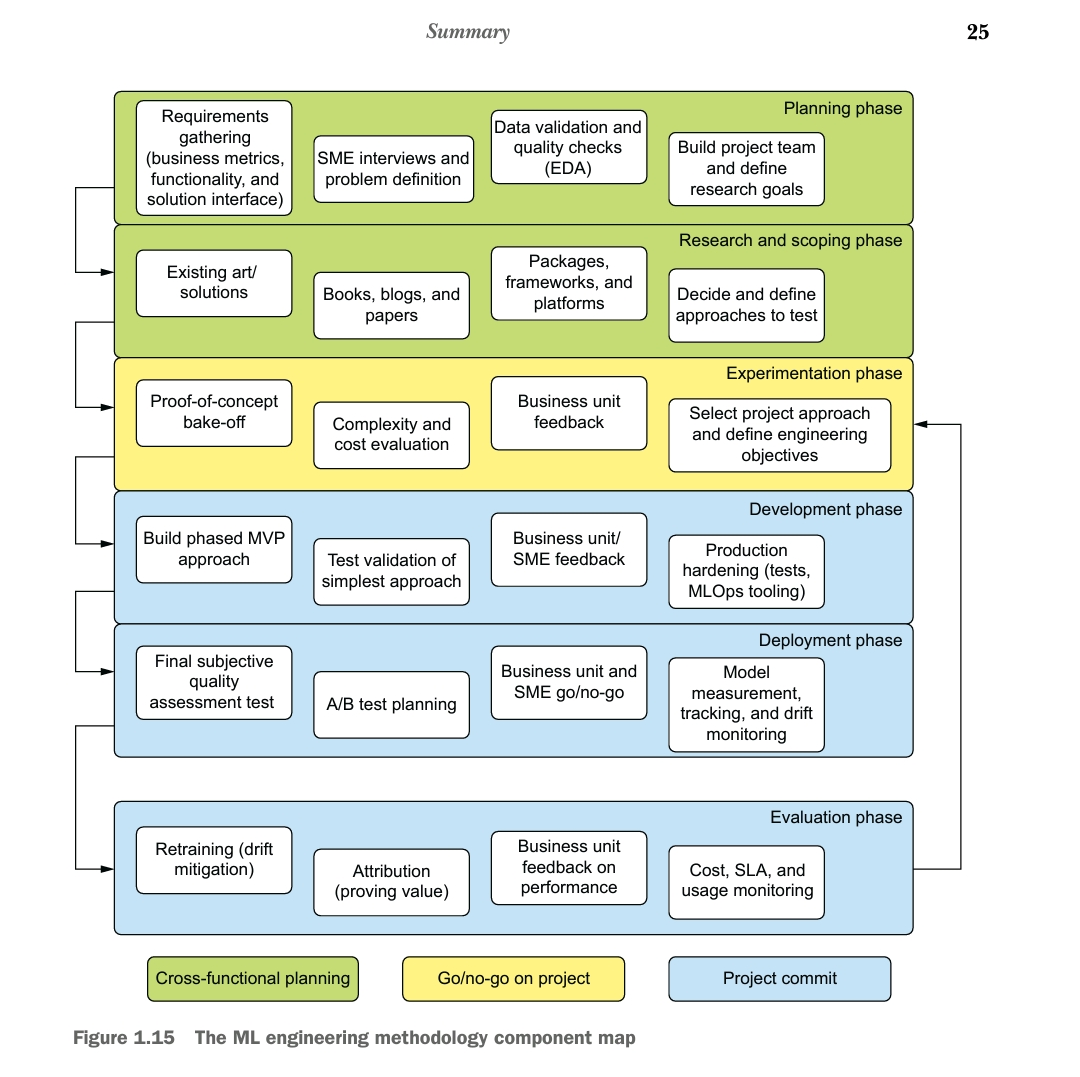 Summary
25
Planning phase
Requirements
gathering
(business metrics,
functionality, and
solution interface)
SME interviews and
problem definition
Data validation and
quality checks
(EDA)
Build project team
and define
research goals
Research and scoping phase
Existing art/
solutions
Books, blogs, and
papers
Packages,
frameworks, and
platforms
Decide and define
approaches to test
Experimentation phase
Proof-of-concept
bake-off
Complexity and
cost evaluation
Business unit
feedback
Select project approach
and define engineering
objectives
Development phase
Build phased MVP
approach
Test validation of
simplest approach
Business unit/
SME feedback
Production
hardening (tests,
MLOps tooling)
Deployment phase
Final subjective
quality
assessment test
A/B test planning
Business unit and
SME go/no-go
Model
measurement,
tracking, and drift
monitoring
Evaluation phase
Retraining (drift
mitigation)
Attribution
(proving value)
Business unit
feedback on
performance
Cost, SLA, and
usage monitoring
Cross-functional planning
Go/no-go on project
Project commit
Figure 1.15 The ML engineering methodology component map